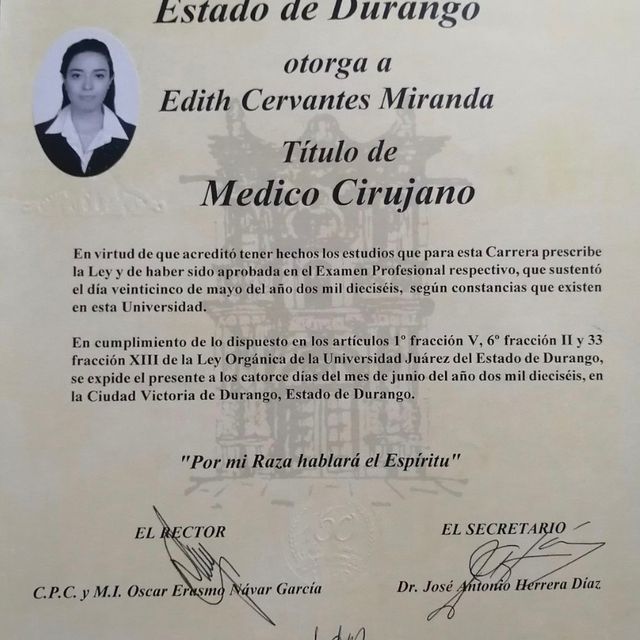 Estado de Durango
otorga a
Edith Cervantes Miranda
Título de
Medico Cirujano
En virtud de que acreditó tener hechos los estudios que para esta Carrera prescribe
la Ley y de haber sido aprobada en el Examen Profesional respectivo, que sustentó
el día veinticinco de mayo del año dos mil dieciséis, según constancias que existen
en esta Universidad.
En cumplimiento de lo dispuesto en los artículos 1º fracción V, 6º fracción II y 33
fracción XIII de la Ley Orgánica de la Universidad Juárez del Estado de Durango,
se expide el presente a los catorce días del mes de junio del año dos mil dieciséis, en
la Ciudad Victoria de Durango, Estado de Durango.
"Por mi Raza hablará el Espíritu"
EL RECTOR
EL SECRETARIO
C.P.C. y M.I. Oscar Erasmo Návar García
Dr. José Antonio Herrera Díaz